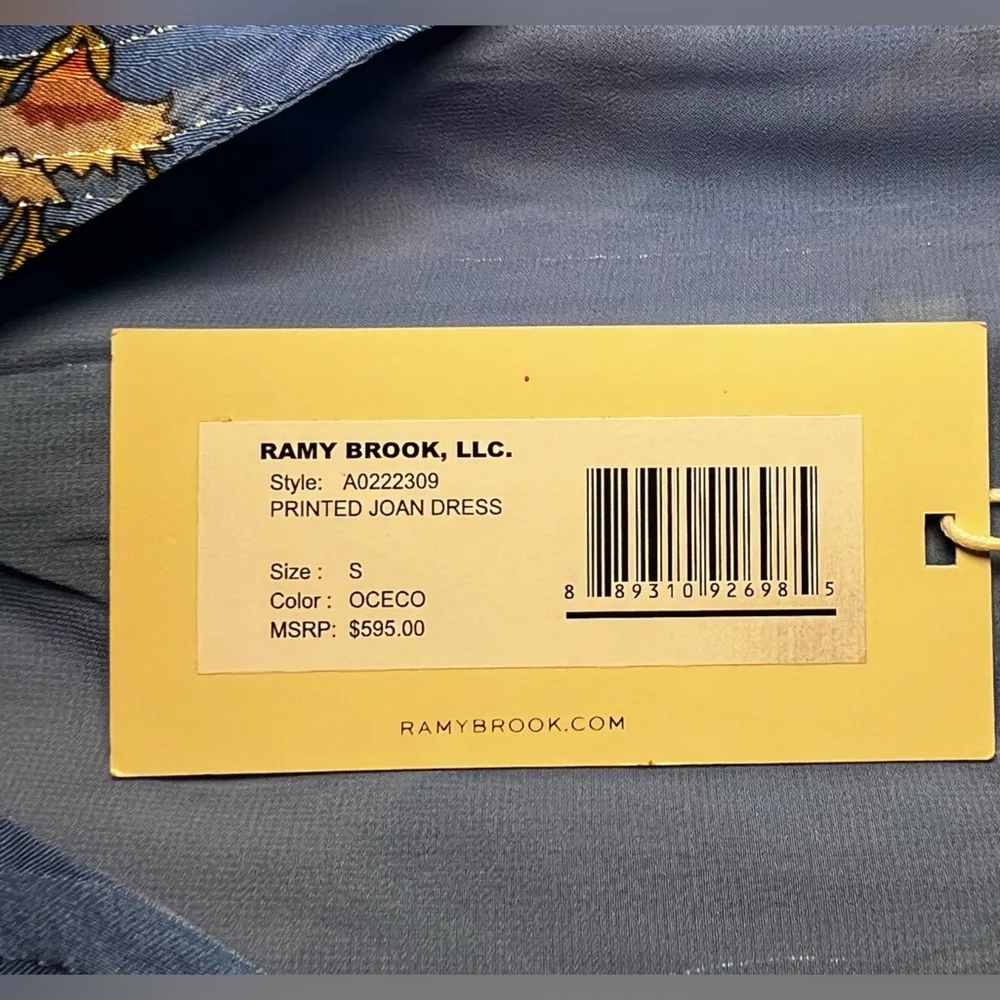 RAMY BROOK, LLC.
Style: A0222309
PRINTED JOAN DRESS
Size : S
Color : OCECO
MSRP: $595.00
8 89310 92698 5
RAMYBROOK.COM